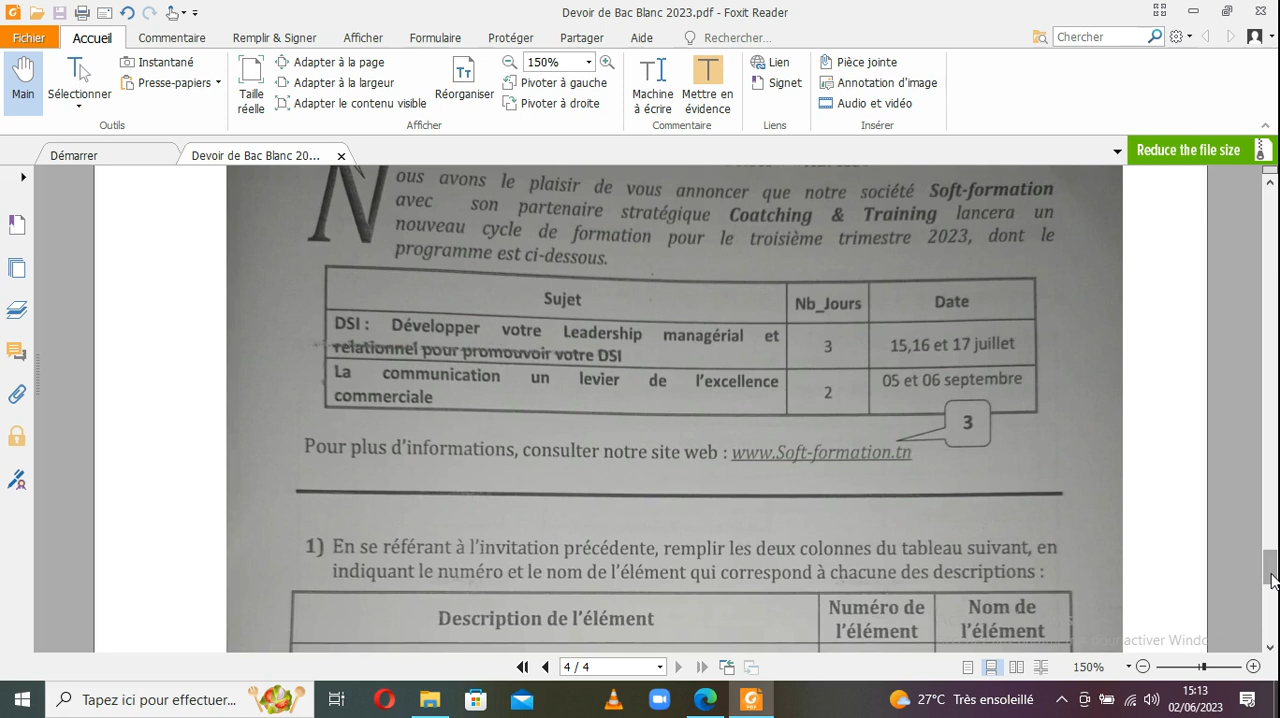 Devoir de Bac Blanc 2023.pdf - Foxit Reader
Fichier Accueil Commentaire Remplir & Signer Afficher Formulaire Protéger Partager Aide Rechercher... Chercher
Main
Sélectionner
Instantané
Presse-papiers
Outils
Taille
réelle
Adapter à la page
Adapter à la largeur
Adapter le contenu visible
Réorganiser
150%
Pivoter à gauche
Pivoter à droite
Afficher
Machine
à écrire
Mettre en
évidence
Commentaire
Lien
Signet
Liens
Pièce jointe
Annotation d'image
Audio et vidéo
Insérer
Démarrer
Devoir de Bac Blanc 20...
Reduce the file size
Nous avons le plaisir de vous annoncer que notre société Soft-formation
avec son partenaire stratégique Coatching & Training lancera un
nouveau cycle de formation pour le troisième trimestre 2023, dont le
programme est ci-dessous.
Sujet Nb_Jours Date
DSI : Développer votre Leadership managérial et
relationnel pour promouvoir votre DSI
3 15,16 et 17 juillet
La communication un levier de l'excellence
commerciale
2 05 et 06 septembre
3
Pour plus d'informations, consulter notre site web : www.Soft-formation.tn
1) En se référant à l'invitation précédente, remplir les deux colonnes du tableau suivant, en
indiquant le numéro et le nom de l'élément qui correspond à chacune des descriptions :
Description de l'élément
Numéro de
l'élément
Nom de
l'élément
pour activer Windo
4 / 4
150%
Tapez ici pour effectuer...
27°C Très ensoleillé
15:13
02/06/2023